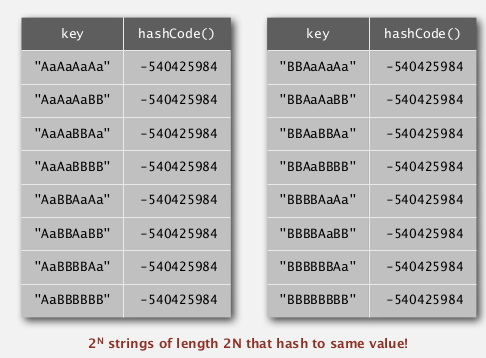 key hashCode()
"AaAaAaAa" -540425984
"AaAaAaBB" -540425984
"AaAaBBAa" -540425984
"AaAaBBBB" -540425984
"AaBBAaAa" -540425984
"AaBBAaBB" -540425984
"AaBBBBAa" -540425984
"AaBBBBBB" -540425984
key hashCode()
"BBAaAaAa" -540425984
"BBAaAaBB" -540425984
"BBAaBBAa" -540425984
"BBAaBBBB" -540425984
"BBBBAaAa" -540425984
"BBBBAaBB" -540425984
"BBBBBBAa" -540425984
"BBBBBBBB" -540425984
2ᴺ strings of length 2N that hash to same value!